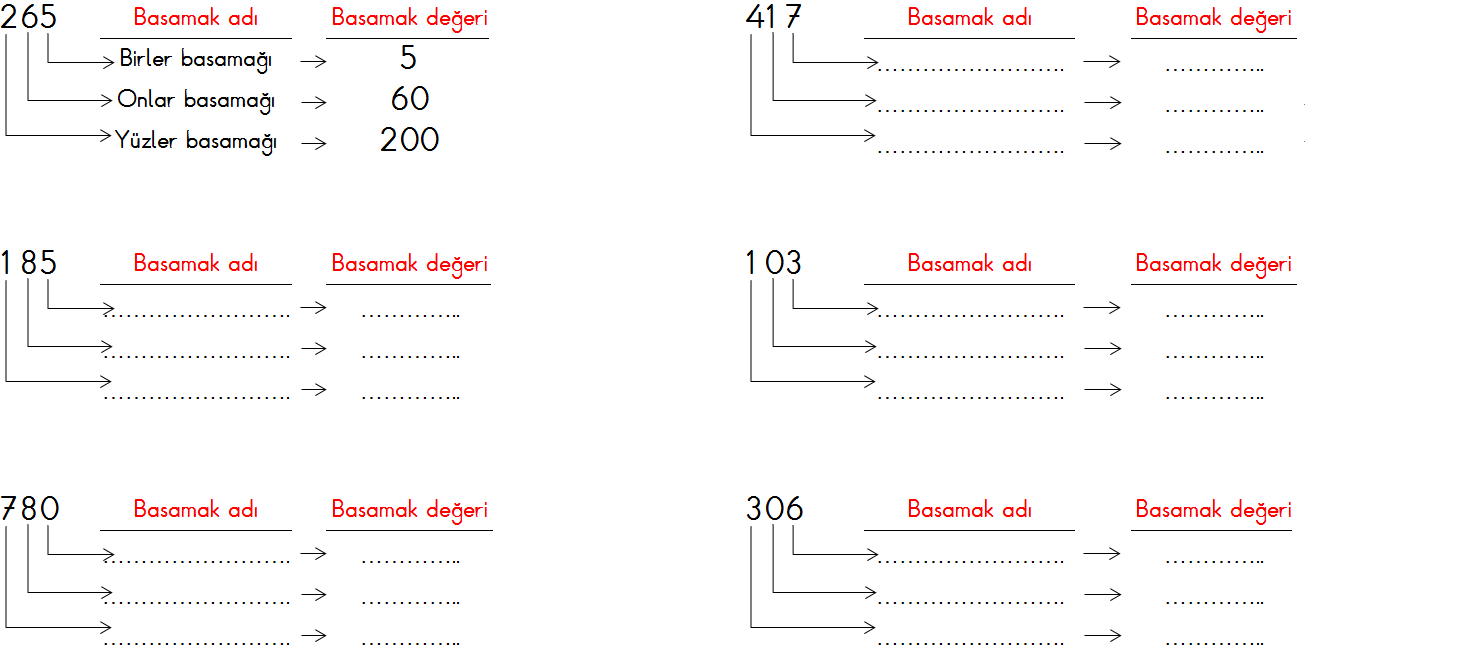 265 Basamak adı Basamak değeri
Birler basamağı → 5
Onlar basamağı → 60
Yüzler basamağı → 200
417 Basamak adı Basamak değeri
……………………. → …………..
……………………. → …………..
……………………. → …………..
185 Basamak adı Basamak değeri
……………………. → …………..
……………………. → …………..
……………………. → …………..
103 Basamak adı Basamak değeri
……………………. → …………..
……………………. → …………..
……………………. → …………..
780 Basamak adı Basamak değeri
……………………. → …………..
……………………. → …………..
……………………. → …………..
306 Basamak adı Basamak değeri
……………………. → …………..
……………………. → …………..
……………………. → …………..